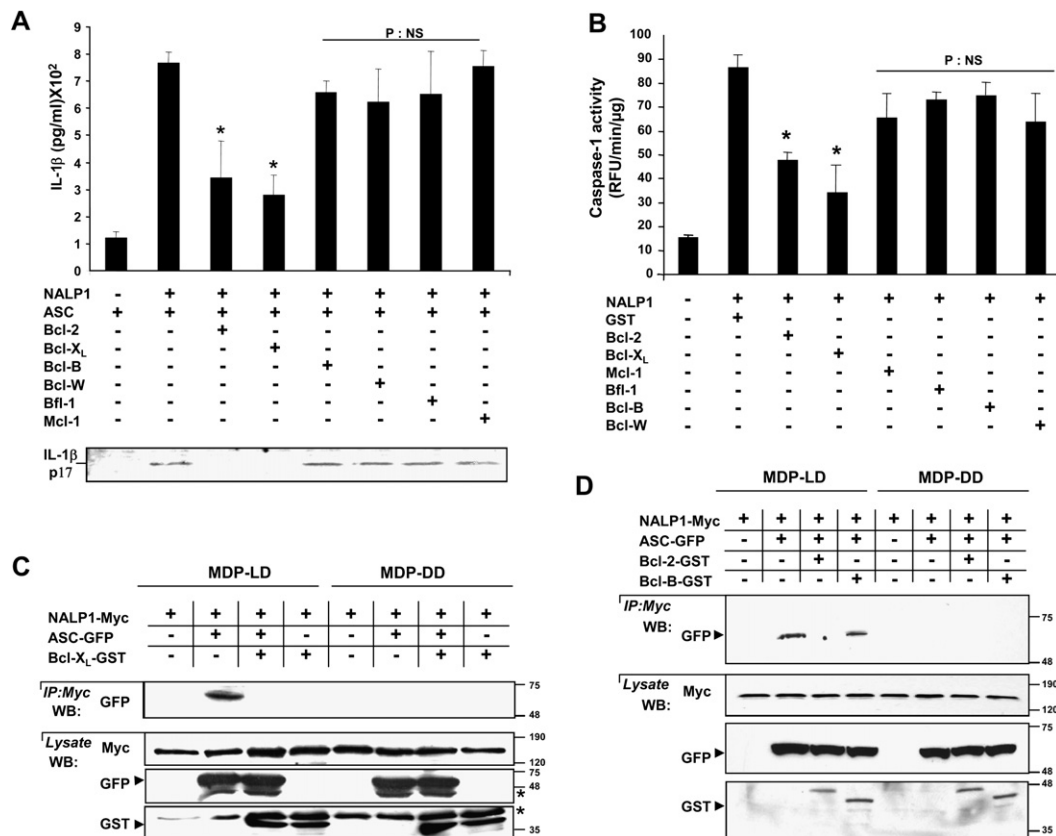 A
P : NS
IL-1β (pg/ml)X10²
9
8
7
6
5
4
3
2
1
0
* *
NALP1 - + + + + + + +
ASC + + + + + + + +
Bcl-2 - - + - - - - -
Bcl-XL - - - + - - - -
Bcl-B - - - - + - - -
Bcl-W - - - - - + - -
Bfl-1 - - - - - - + -
Mcl-1 - - - - - - - +
IL-1β
p17
B
P : NS
Caspase-1 activity
(RFU/min/µg)
100
90
80
70
60
50
40
30
20
10
0
* *
NALP1 - + + + + + + +
GST - + - - - - - -
Bcl-2 - - + - - - - -
Bcl-XL - - - + - - - -
Mcl-1 - - - - + - - -
Bfl-1 - - - - - + - -
Bcl-B - - - - - - + -
Bcl-W - - - - - - - +
C
MDP-LD MDP-DD
NALP1-Myc + + + + + + + +
ASC-GFP - + + - - + + -
Bcl-XL-GST - - + + - - + +
IP:Myc
WB: GFP
75
48
Lysate
WB: Myc
190
120
GFP
75
48
*
GST
*
35
D
MDP-LD MDP-DD
NALP1-Myc + + + + + + + +
ASC-GFP - + + + - + + +
Bcl-2-GST - - + - - - + -
Bcl-B-GST - - - + - - - +
IP:Myc
WB: GFP
75
48
Lysate
WB: Myc
190
120
GFP
75
48
GST
48
35